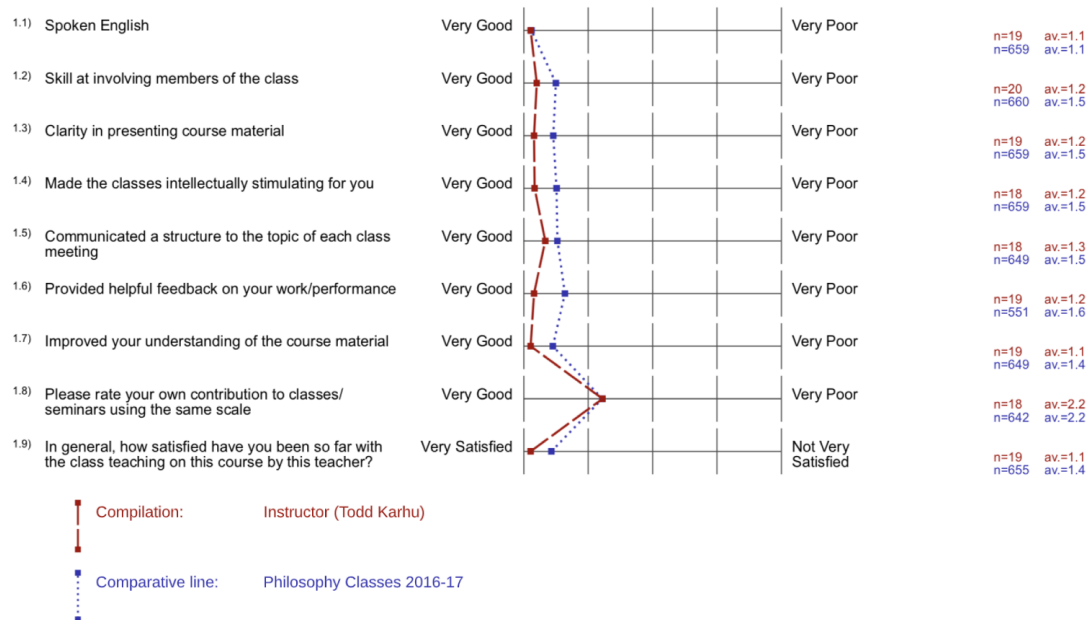 1.1) Spoken English Very Good Very Poor
n=19 av.=1.1
n=659 av.=1.1
1.2) Skill at involving members of the class Very Good Very Poor
n=20 av.=1.2
n=660 av.=1.5
1.3) Clarity in presenting course material Very Good Very Poor
n=19 av.=1.2
n=659 av.=1.5
1.4) Made the classes intellectually stimulating for you Very Good Very Poor
n=18 av.=1.2
n=659 av.=1.5
1.5) Communicated a structure to the topic of each class Very Good Very Poor
meeting
n=18 av.=1.3
n=649 av.=1.5
1.6) Provided helpful feedback on your work/performance Very Good Very Poor
n=19 av.=1.2
n=551 av.=1.6
1.7) Improved your understanding of the course material Very Good Very Poor
n=19 av.=1.1
n=649 av.=1.4
1.8) Please rate your own contribution to classes/ Very Good Very Poor
seminars using the same scale
n=18 av.=2.2
n=642 av.=2.2
1.9) In general, how satisfied have you been so far with Very Satisfied Not Very
the class teaching on this course by this teacher? Satisfied
n=19 av.=1.1
n=655 av.=1.4
Compilation: Instructor (Todd Karhu)
Comparative line: Philosophy Classes 2016-17